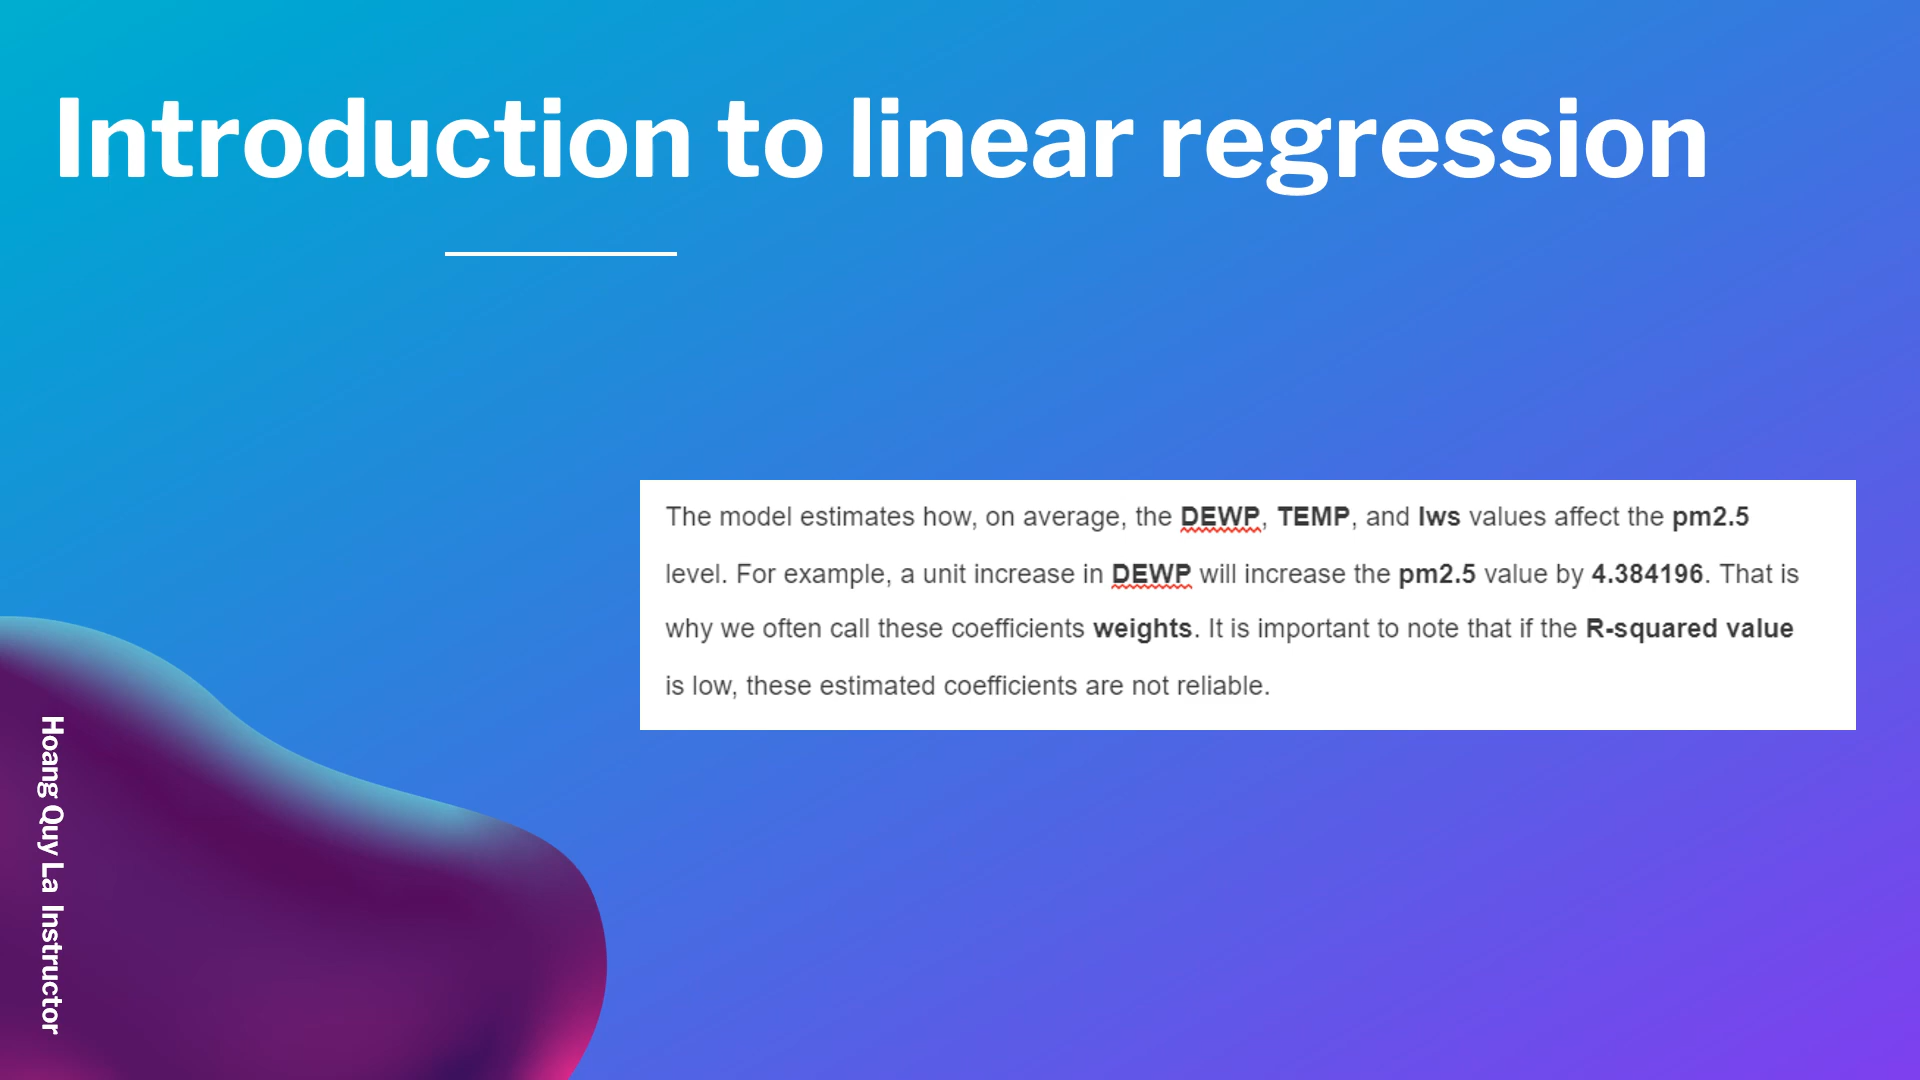 Introduction to linear regression
The model estimates how, on average, the DEWP, TEMP, and Iws values affect the pm2.5
level. For example, a unit increase in DEWP will increase the pm2.5 value by 4.384196. That is
why we often call these coefficients weights. It is important to note that if the R-squared value
is low, these estimated coefficients are not reliable.
Hoang Quy La Instructor